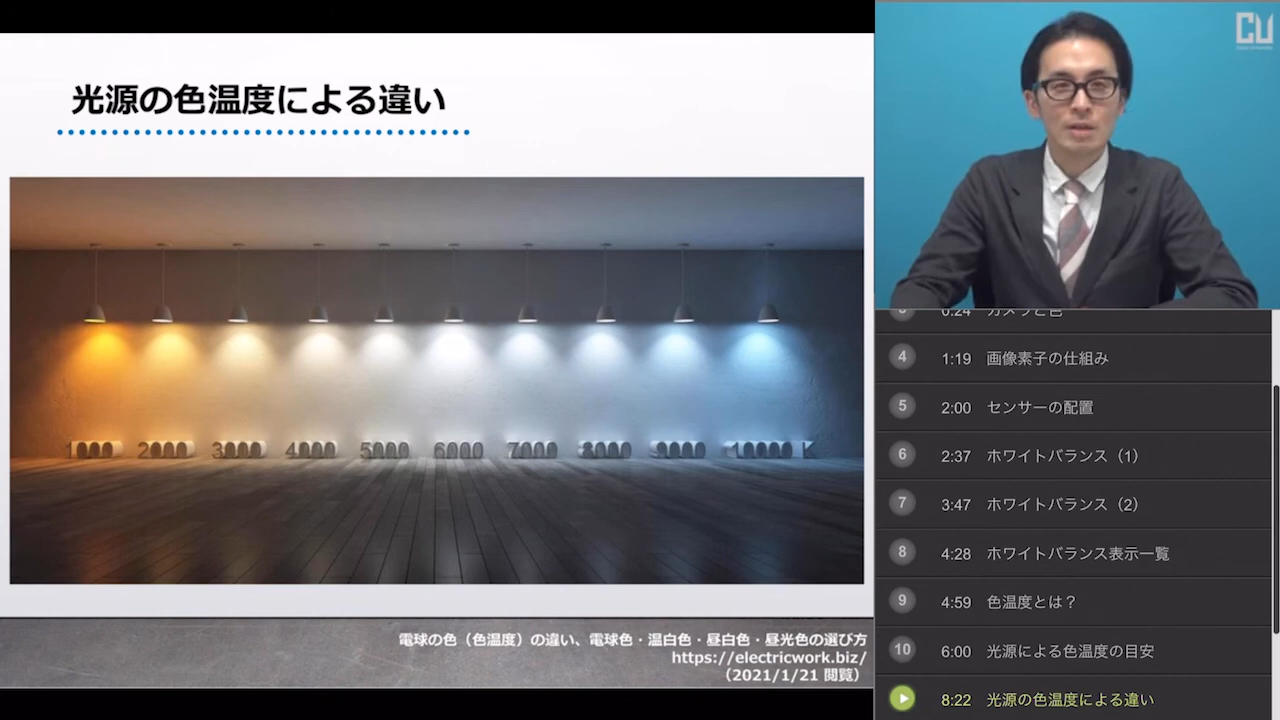 光源の色温度による違い
1000 2000 3000 4000 5000 6000 7000 8000 9000 10000 K
電球の色（色温度）の違い、電球色・温白色・昼白色・昼光色の選び方
https://electricwork.biz/
（2021/1/21 閲覧）
CU
4 1:19 画像素子の仕組み
5 2:00 センサーの配置
6 2:37 ホワイトバランス（1）
7 3:47 ホワイトバランス（2）
8 4:28 ホワイトバランス表示一覧
9 4:59 色温度とは？
10 6:00 光源による色温度の目安
8:22 光源の色温度による違い